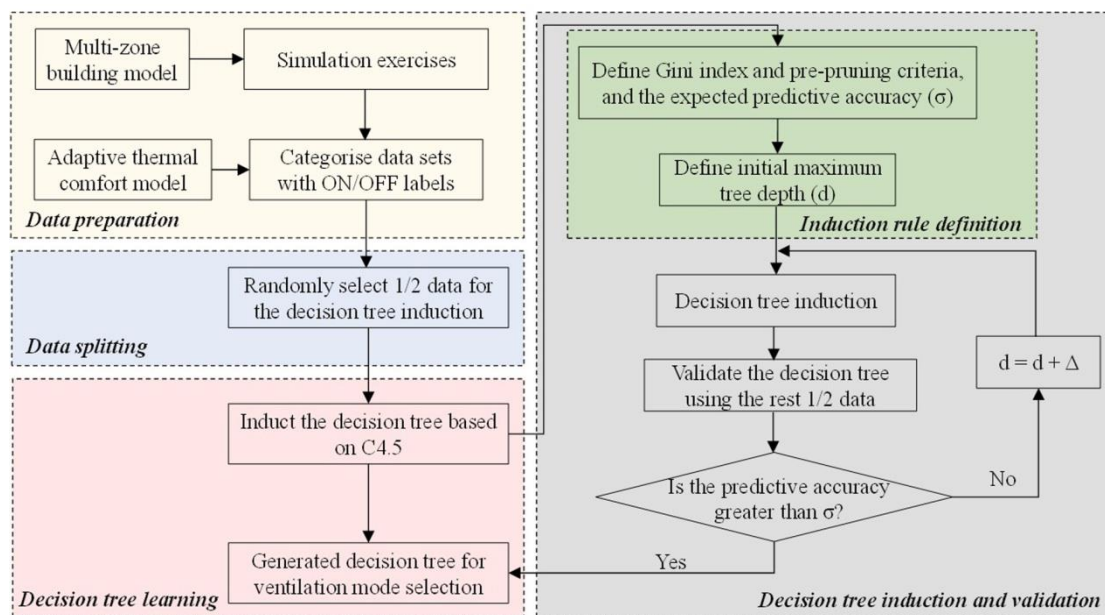 Multi-zone
building model
Simulation exercises
Adaptive thermal
comfort model
Categorise data sets
with ON/OFF labels
Data preparation
Randomly select 1/2 data for
the decision tree induction
Data splitting
Induct the decision tree based
on C4.5
Generated decision tree for
ventilation mode selection
Decision tree learning
Define Gini index and pre-pruning criteria,
and the expected predictive accuracy (σ)
Define initial maximum
tree depth (d)
Induction rule definition
Decision tree induction
Validate the decision tree
using the rest 1/2 data
d = d + Δ
Is the predictive accuracy
greater than σ?
No
Yes
Decision tree induction and validation